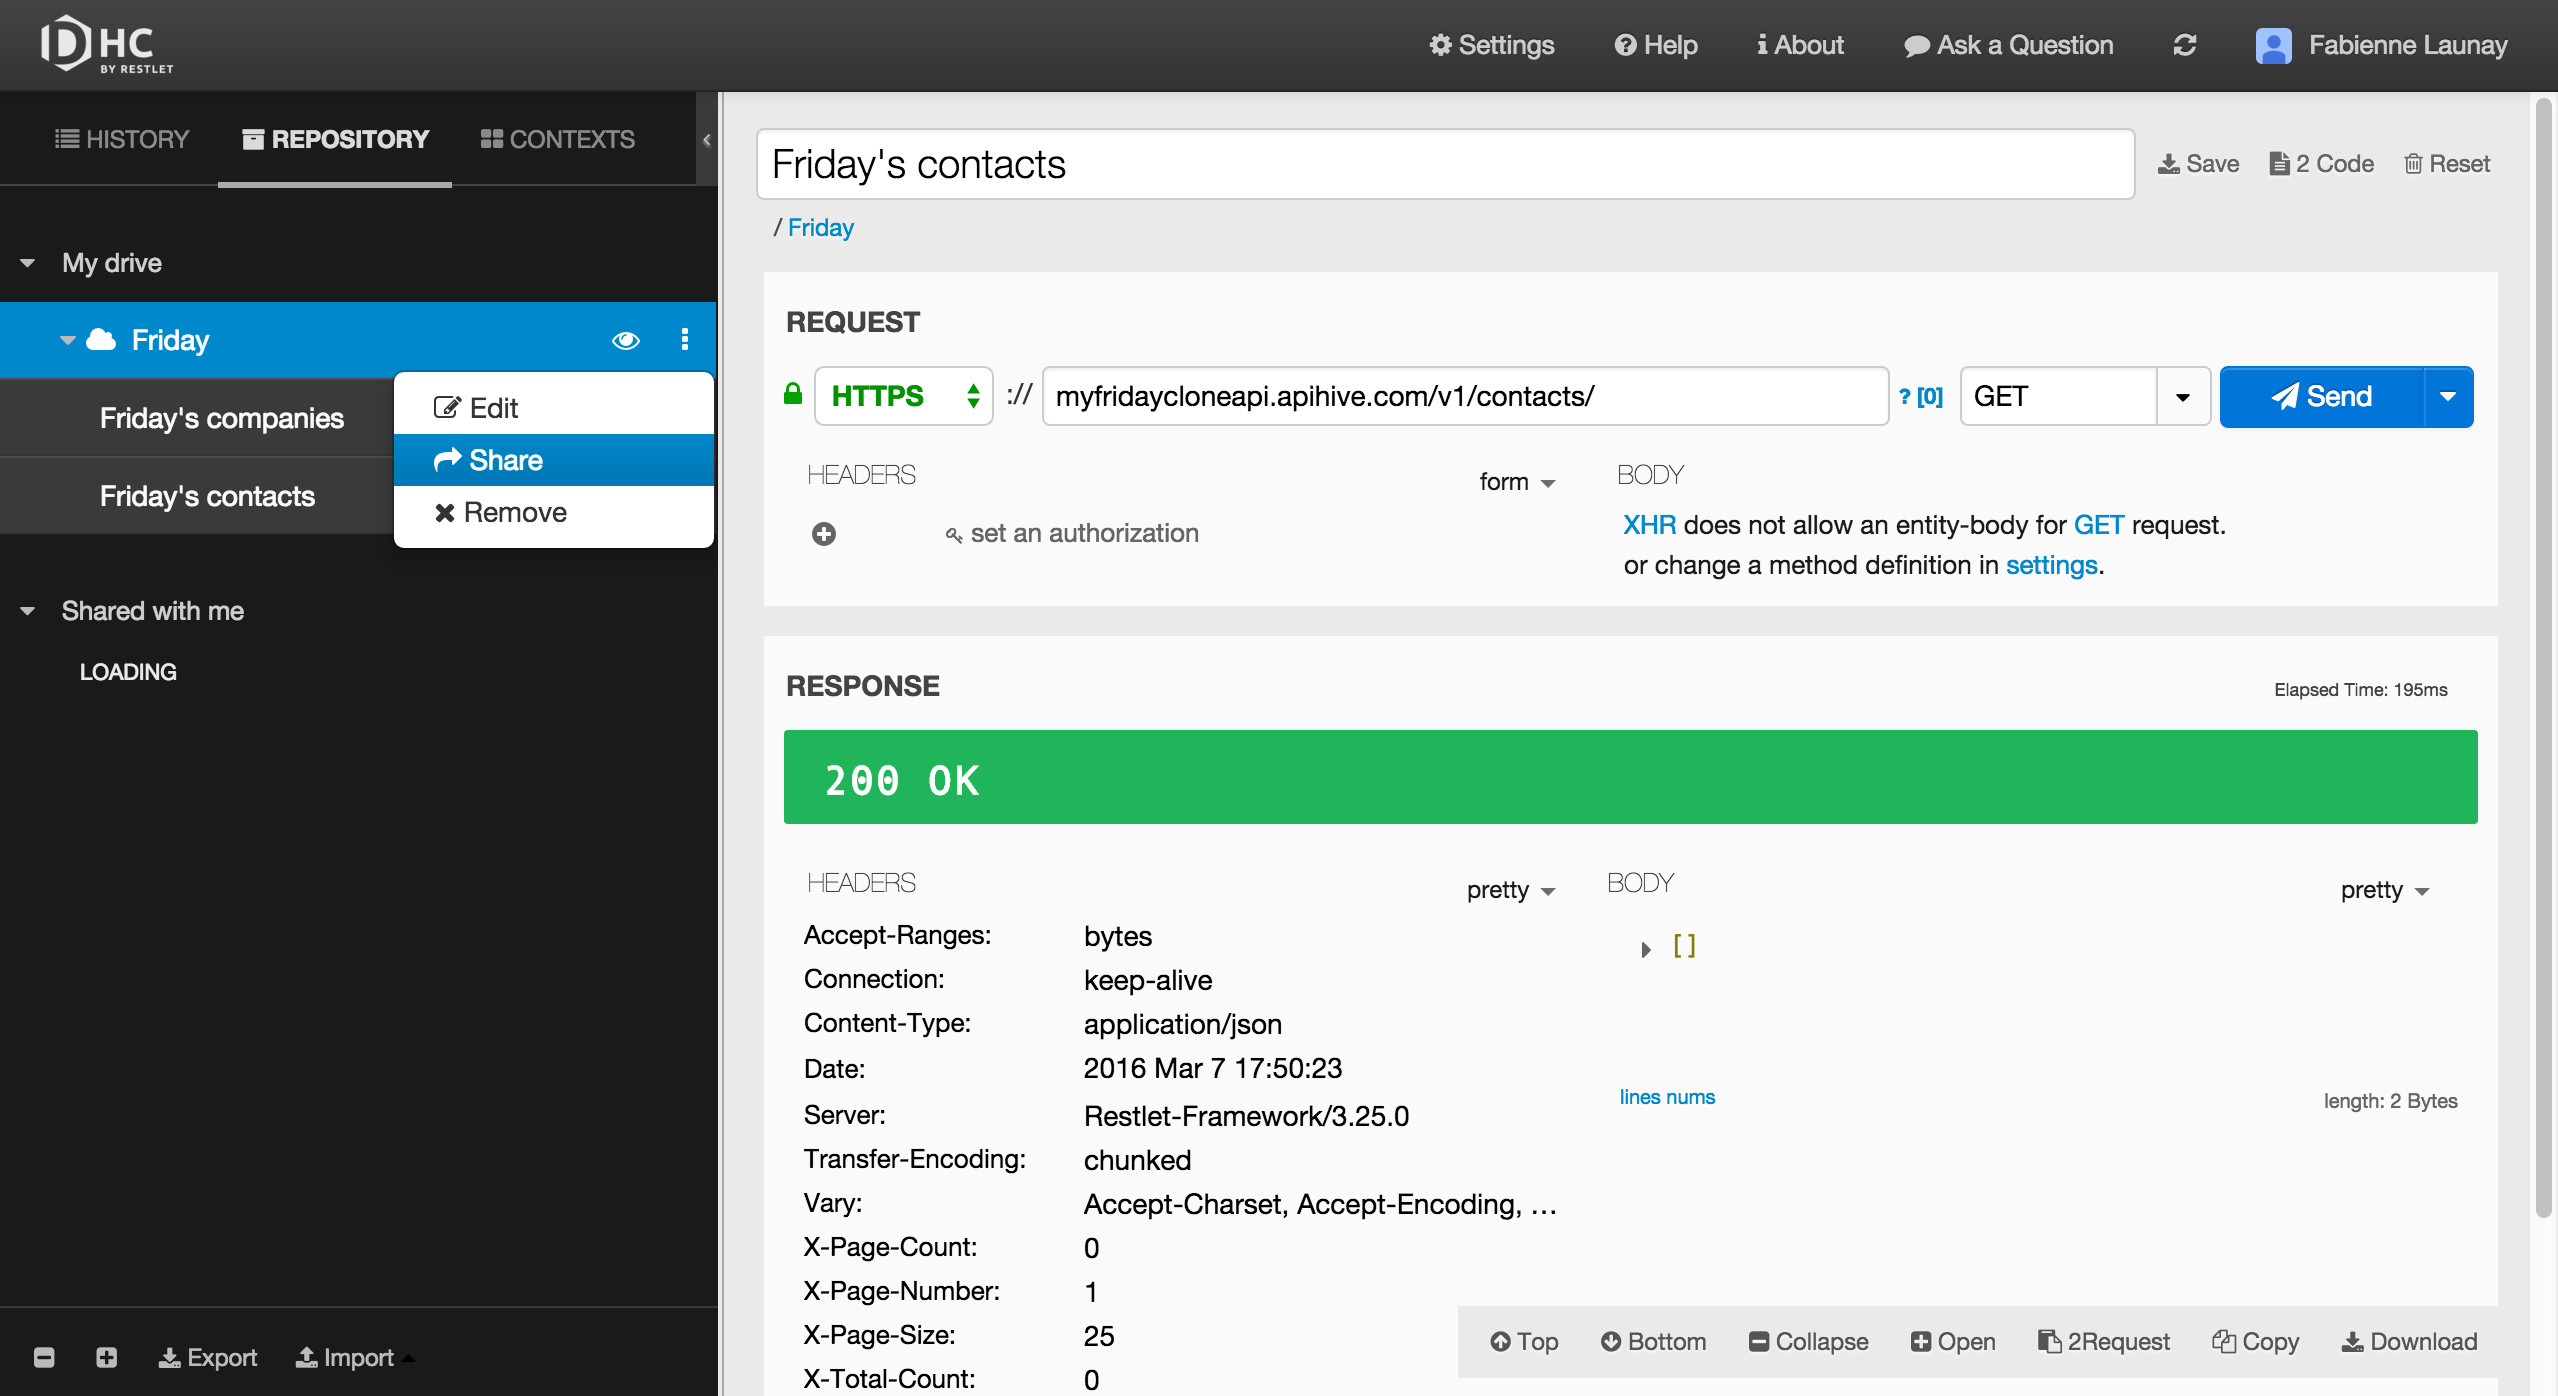 DHC
BY RESTLET
Settings
Help
About
Ask a Question
Fabienne Launay
HISTORY
REPOSITORY
CONTEXTS
My drive
Friday
Friday's companies
Friday's contacts
Edit
Share
Remove
Shared with me
LOADING
Export
Import
Friday's contacts
Save
2 Code
Reset
/ Friday
REQUEST
HTTPS
://
myfridaycloneapi.apihive.com/v1/contacts/
? [0]
GET
Send
HEADERS
form
set an authorization
BODY
XHR does not allow an entity-body for GET request.
or change a method definition in settings.
RESPONSE
Elapsed Time: 195ms
200 OK
HEADERS
pretty
Accept-Ranges: bytes
Connection: keep-alive
Content-Type: application/json
Date: 2016 Mar 7 17:50:23
Server: Restlet-Framework/3.25.0
Transfer-Encoding: chunked
Vary: Accept-Charset, Accept-Encoding, ...
X-Page-Count: 0
X-Page-Number: 1
X-Page-Size: 25
X-Total-Count: 0
BODY
pretty
[]
lines nums
length: 2 Bytes
Top
Bottom
Collapse
Open
2Request
Copy
Download